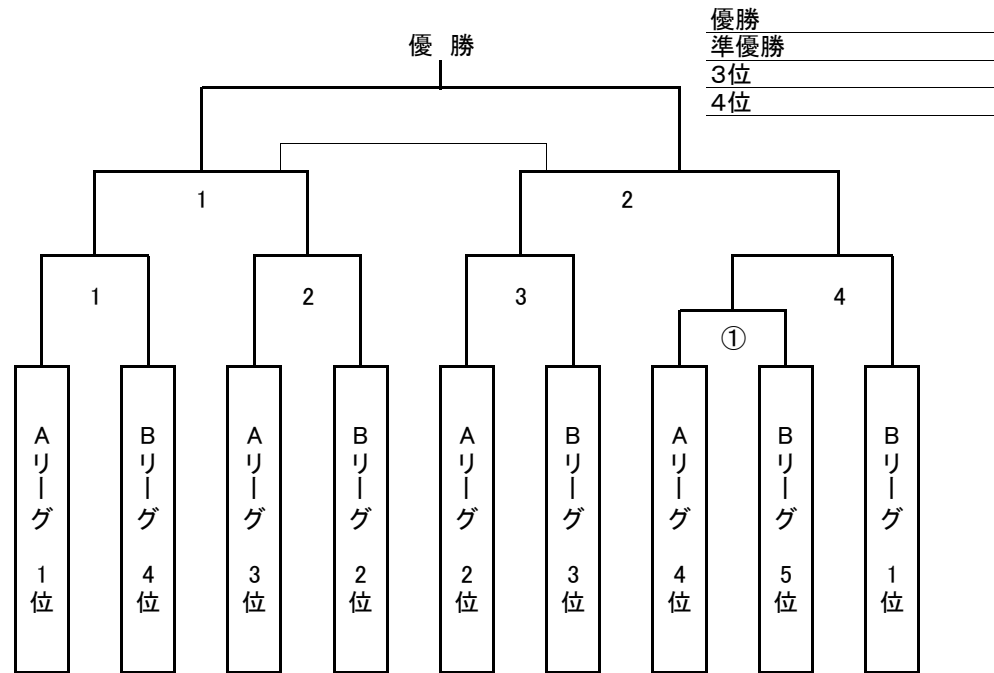 優勝
準優勝
3位
4位
優 勝
1
2
1
2
3
4
①
Aリーグ 1位
Bリーグ 4位
Aリーグ 3位
Bリーグ 2位
Aリーグ 2位
Bリーグ 3位
Aリーグ 4位
Bリーグ 5位
Bリーグ 1位